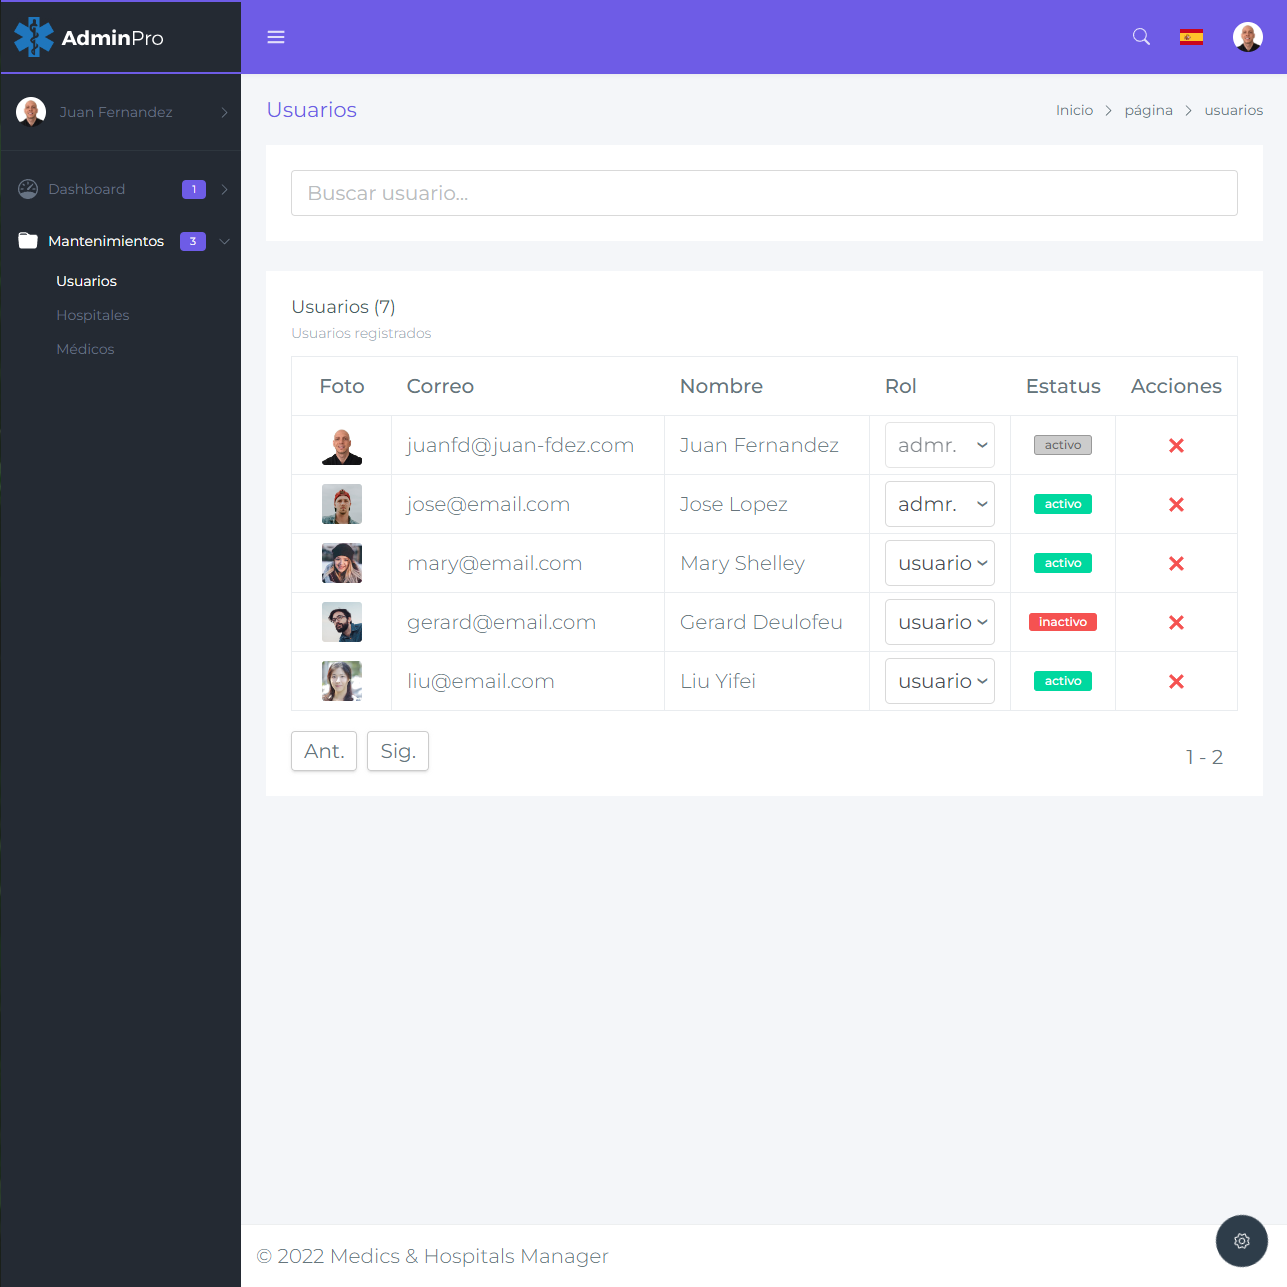 AdminPro
Juan Fernandez
Dashboard 1
Mantenimientos 3
Usuarios
Hospitales
Médicos
Usuarios
Inicio > página > usuarios
Buscar usuario...
Usuarios (7)
Usuarios registrados
Foto Correo Nombre Rol Estatus Acciones
juanfd@juan-fdez.com Juan Fernandez admr. activo
jose@email.com Jose Lopez admr. activo
mary@email.com Mary Shelley usuario activo
gerard@email.com Gerard Deulofeu usuario inactivo
liu@email.com Liu Yifei usuario activo
Ant. Sig. 1 - 2
© 2022 Medics & Hospitals Manager